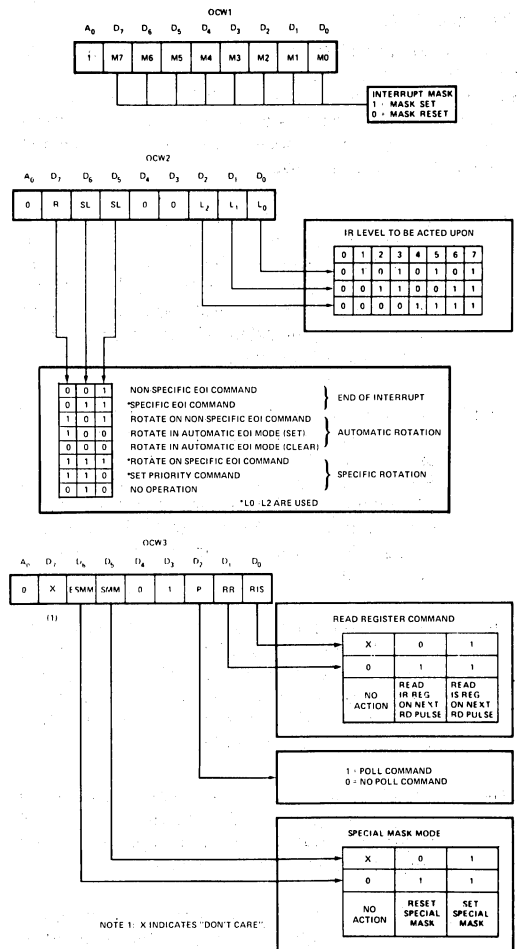 OCW1
A0 D7 D6 D5 D4 D3 D2 D1 D0
1 M7 M6 M5 M4 M3 M2 M1 M0
INTERRUPT MASK
1 = MASK SET
0 = MASK RESET
OCW2
A0 D7 D6 D5 D4 D3 D2 D1 D0
0 R SL SL 0 0 L2 L1 L0
IR LEVEL TO BE ACTED UPON
0 1 2 3 4 5 6 7
0 1 0 1 0 1 0 1
0 0 1 1 0 0 1 1
0 0 0 0 1 1 1 1
0 0 1 NON-SPECIFIC EOI COMMAND
0 1 1 *SPECIFIC EOI COMMAND
END OF INTERRUPT
1 0 1 ROTATE ON NON-SPECIFIC EOI COMMAND
1 0 0 ROTATE IN AUTOMATIC EOI MODE (SET)
0 0 0 ROTATE IN AUTOMATIC EOI MODE (CLEAR)
AUTOMATIC ROTATION
1 1 1 *ROTATE ON SPECIFIC EOI COMMAND
1 1 0 *SET PRIORITY COMMAND
0 1 0 NO OPERATION
SPECIFIC ROTATION
*L0 -L2 ARE USED
OCW3
A0 D7 D6 D5 D4 D3 D2 D1 D0
0 X ESMM SMM 0 1 P RR RIS
(1)
READ REGISTER COMMAND
X 0 1
0 1 1
NO ACTION
READ IR REG ON NEXT RD PULSE
READ IS REG ON NEXT RD PULSE
1 = POLL COMMAND
0 = NO POLL COMMAND
SPECIAL MASK MODE
X 0 1
0 1 1
NO ACTION
RESET SPECIAL MASK
SET SPECIAL MASK
NOTE 1: X INDICATES "DON'T CARE".